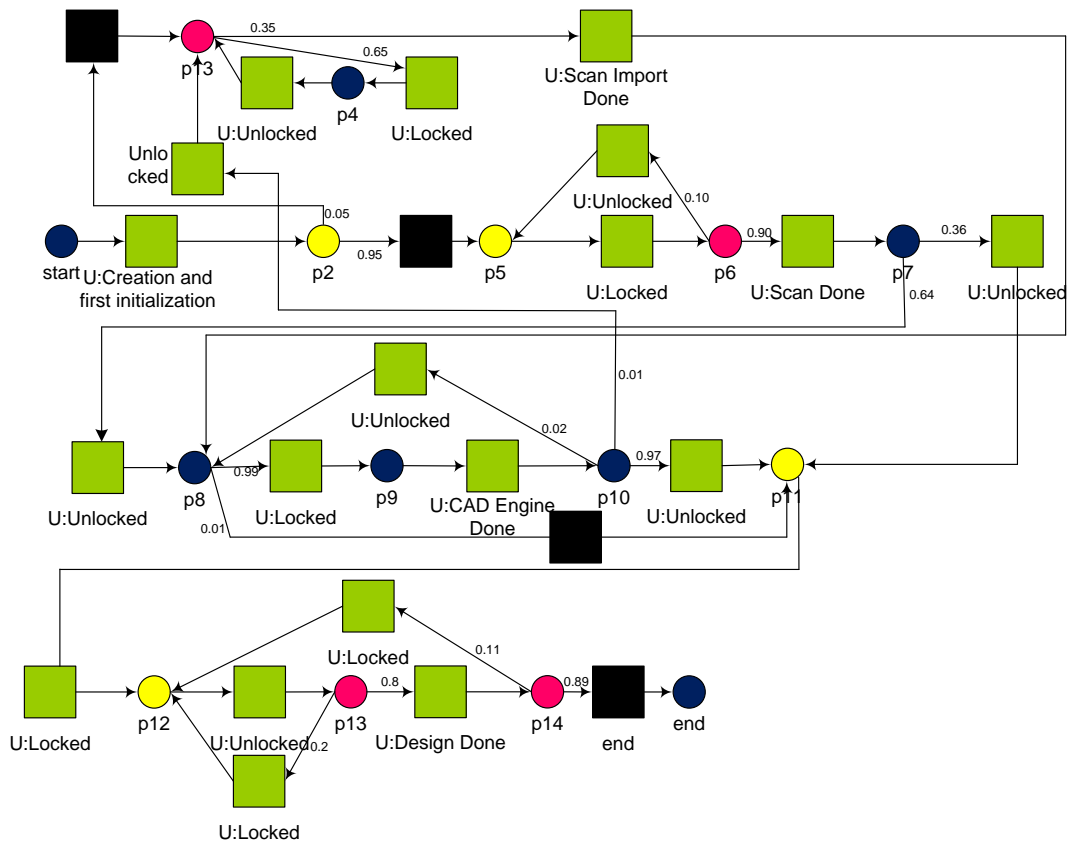 0.35
0.65
p13
U:Scan Import
Done
p4
U:Unlocked
U:Locked
Unlo
cked
U:Unlocked
0.10
0.05
0.95
0.90
0.36
start
U:Creation and
first initialization
p2
p5
p6
p7
U:Locked
U:Scan Done
0.64
U:Unlocked
0.01
U:Unlocked
0.02
0.99
0.97
p8
p9
p10
p11
U:Unlocked
U:Locked
U:CAD Engine
Done
U:Unlocked
0.01
U:Locked
0.11
0.8
0.89
p12
p13
p14
end
U:Locked
U:Unlocked
0.2
U:Design Done
end
U:Locked